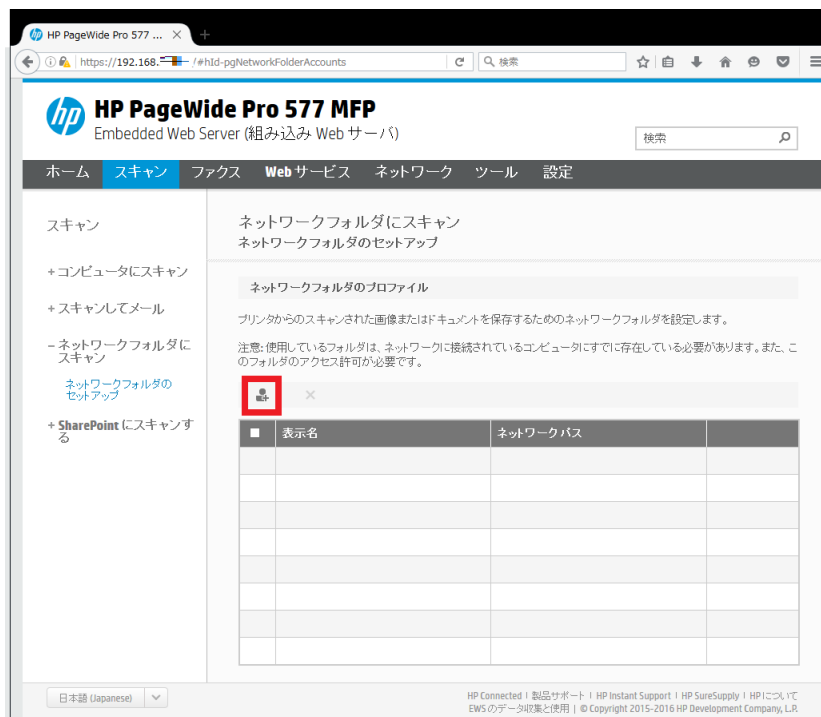 HP PageWide Pro 577 ...
https://192.168. /#hId-pgNetworkFolderAccounts
検索
hp
HP PageWide Pro 577 MFP
Embedded Web Server (組み込み Web サーバ)
検索
ホーム スキャン ファクス Web サービス ネットワーク ツール 設定
スキャン
+ コンピュータにスキャン
+ スキャンしてメール
- ネットワークフォルダに
スキャン
ネットワークフォルダの
セットアップ
+ SharePoint にスキャンす
る
ネットワークフォルダにスキャン
ネットワークフォルダのセットアップ
ネットワークフォルダのプロファイル
プリンタからのスキャンされた画像またはドキュメントを保存するためのネットワークフォルダを設定します。
注意: 使用しているフォルダは、ネットワークに接続されているコンピュータにすでに存在している必要があります。また、こ
のフォルダのアクセス許可が必要です。
表示名 ネットワークパス
日本語 (Japanese)
HP Connected | 製品サポート | HP Instant Support | HP SureSupply | HP について
EWS のデータ収集と使用 | © Copyright 2015-2016 HP Development Company, L.P.